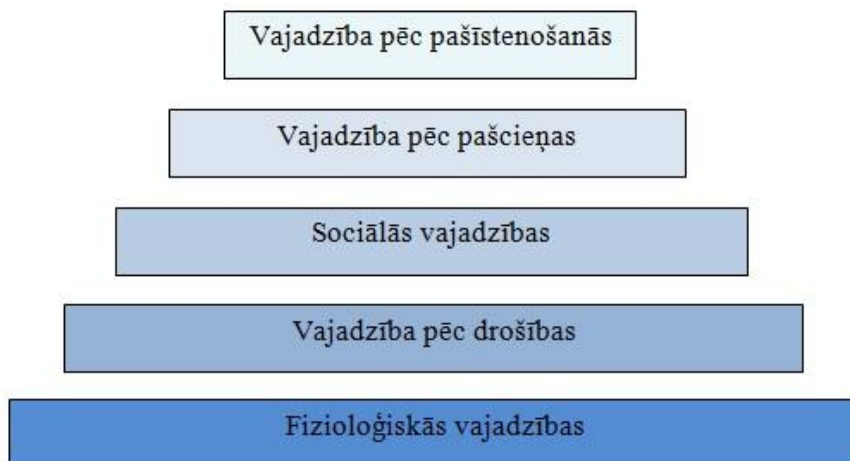 Vajadzība pēc pašīstenošanās
Vajadzība pēc pašcieņas
Sociālās vajadzības
Vajadzība pēc drošības
Fizioloģiskās vajadzības